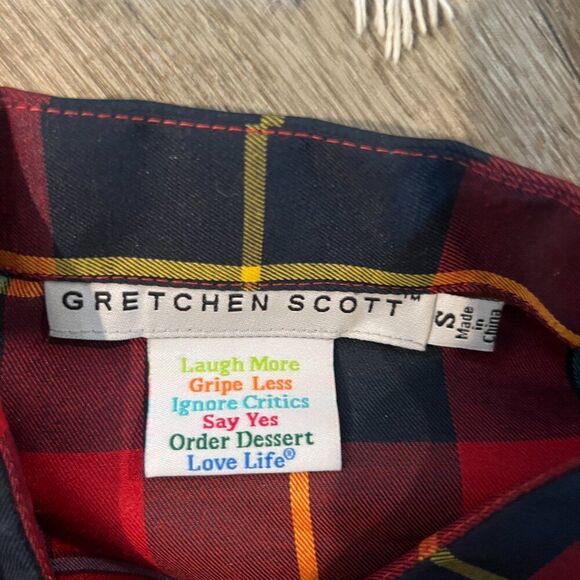 GRETCHEN SCOTT™
S
Made
in
China
Laugh More
Gripe Less
Ignore Critics
Say Yes
Order Dessert
Love Life®